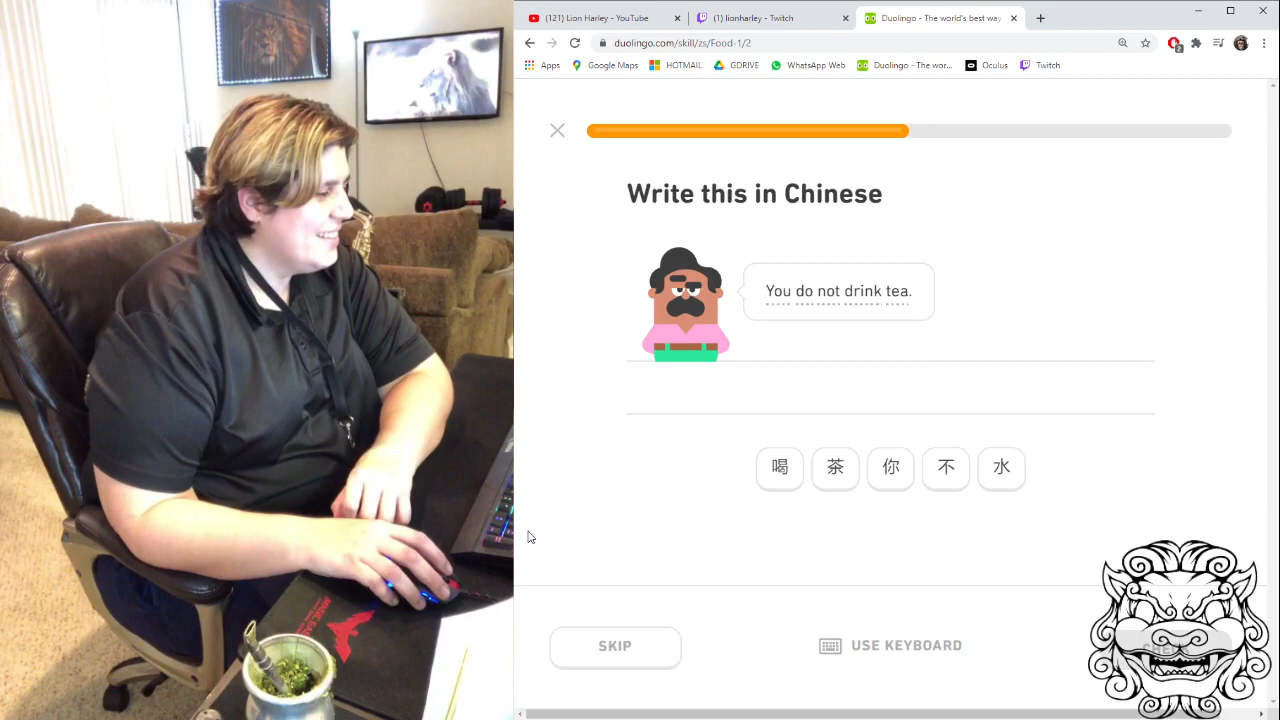 (121) Lion Harley - YouTube
(1) lionharley - Twitch
Duolingo - The world's best way
duolingo.com/skill/zs/Food-1/2
Apps
Google Maps
HOTMAIL
GDRIVE
WhatsApp Web
Duolingo - The wor...
Oculus
Twitch
Write this in Chinese
You do not drink tea.
喝 茶 你 不 水
SKIP
USE KEYBOARD